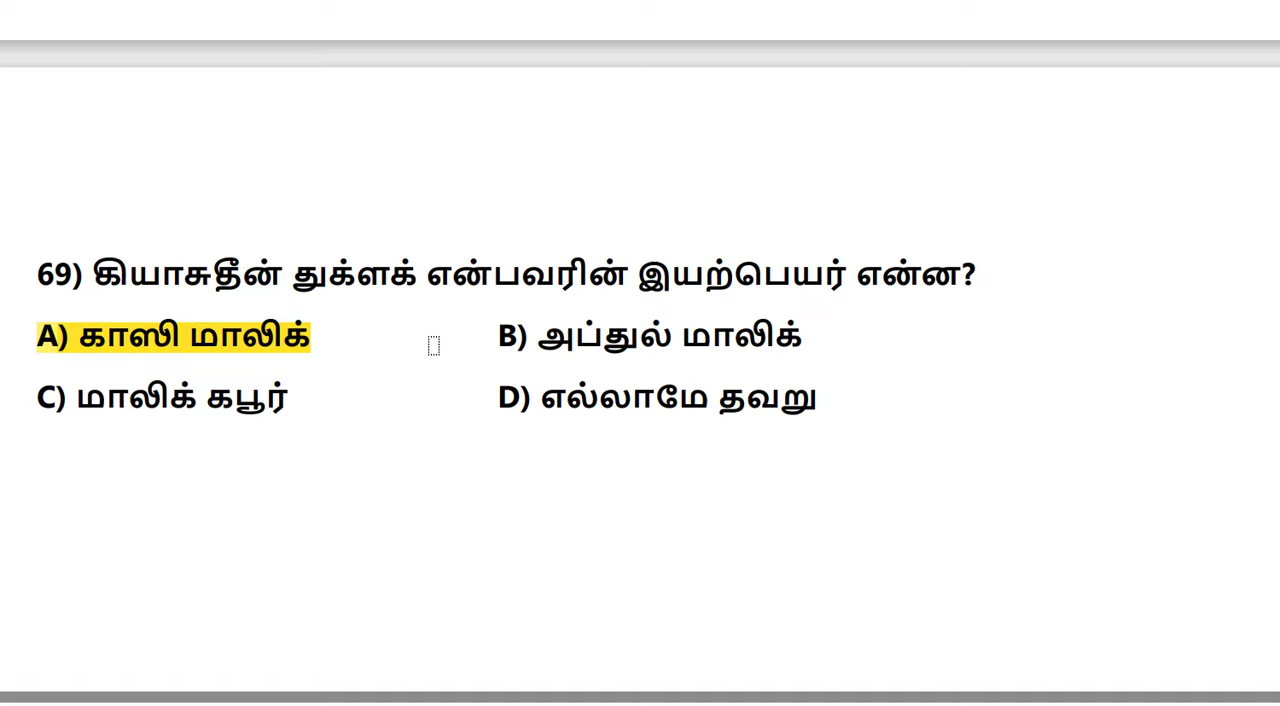 69) கியாசுதீன் துக்ளக் என்பவரின் இயற்பெயர் என்ன?
A) காஸி மாலிக் B) அப்துல் மாலிக்
C) மாலிக் கபூர் D) எல்லாமே தவறு